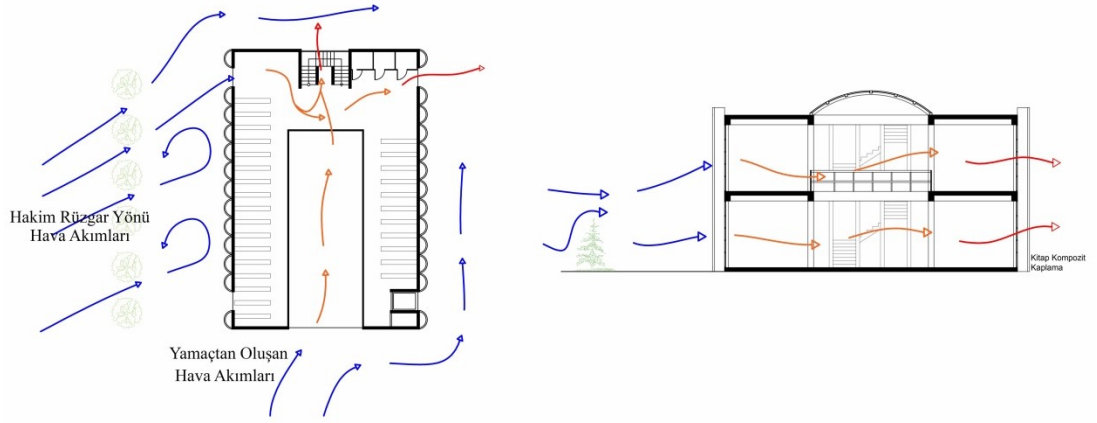 Hakim Rüzgar Yönü
Hava Akımları
Yamaçtan Oluşan
Hava Akımları
Kitap Kompozit
Kaplama